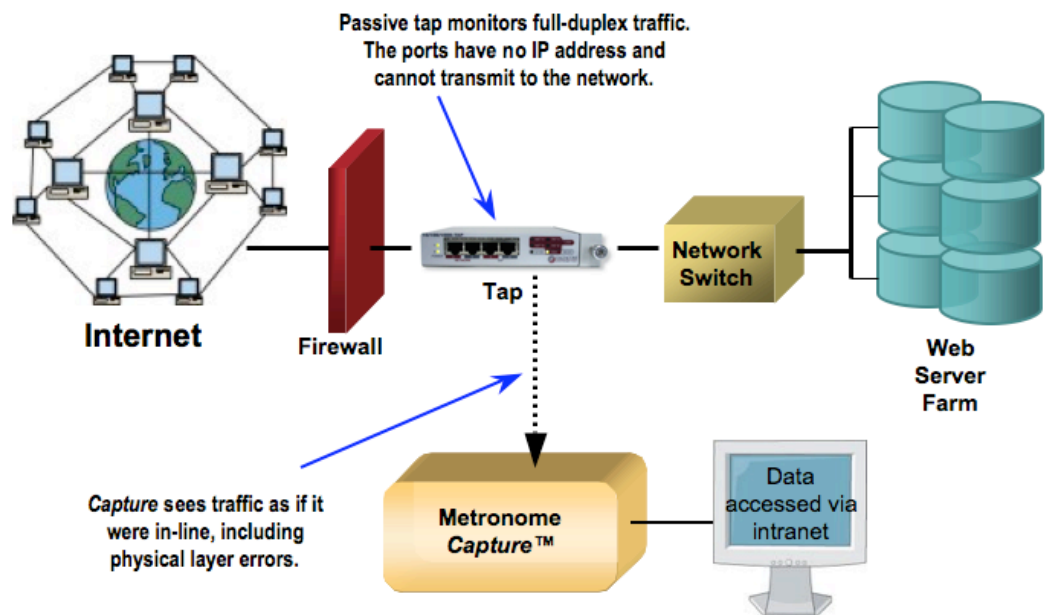 Passive tap monitors full-duplex traffic.
The ports have no IP address and
cannot transmit to the network.
Internet
Firewall
Tap
Network
Switch
Web
Server
Farm
Capture sees traffic as if it
were in-line, including
physical layer errors.
Metronome
Capture™
Data
accessed via
intranet